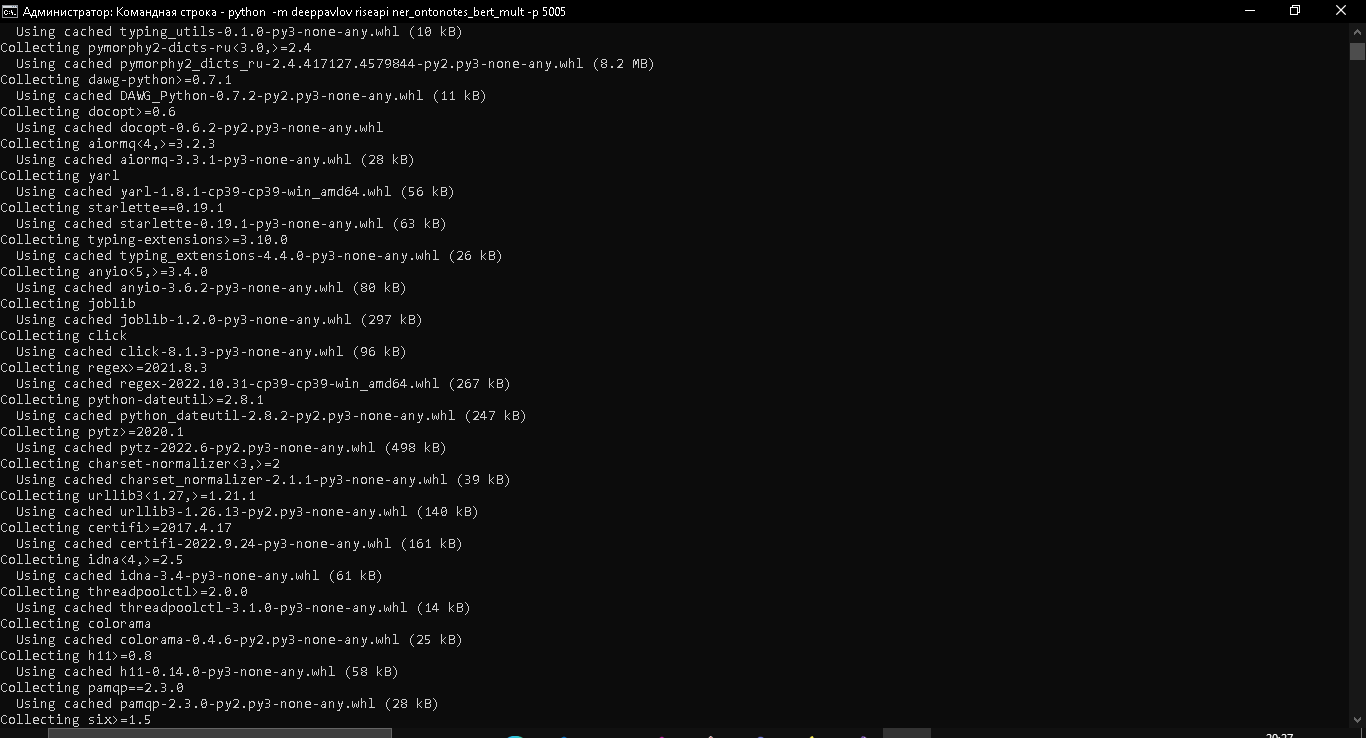 Администратор: Командная строка - python  -m deeppavlov riseapi ner_ontonotes_bert_mult -p 5005
  Using cached typing_utils-0.1.0-py3-none-any.whl (10 kB)
Collecting pymorphy2-dicts-ru<3.0,>=2.4
  Using cached pymorphy2_dicts_ru-2.4.417127.4579844-py2.py3-none-any.whl (8.2 MB)
Collecting dawg-python>=0.7.1
  Using cached DAWG_Python-0.7.2-py2.py3-none-any.whl (11 kB)
Collecting docopt>=0.6
  Using cached docopt-0.6.2-py2.py3-none-any.whl
Collecting aiormq<4,>=3.2.3
  Using cached aiormq-3.3.1-py3-none-any.whl (28 kB)
Collecting yarl
  Using cached yarl-1.8.1-cp39-cp39-win_amd64.whl (56 kB)
Collecting starlette==0.19.1
  Using cached starlette-0.19.1-py3-none-any.whl (63 kB)
Collecting typing-extensions>=3.10.0
  Using cached typing_extensions-4.4.0-py3-none-any.whl (26 kB)
Collecting anyio<5,>=3.4.0
  Using cached anyio-3.6.2-py3-none-any.whl (80 kB)
Collecting joblib
  Using cached joblib-1.2.0-py3-none-any.whl (297 kB)
Collecting click
  Using cached click-8.1.3-py3-none-any.whl (96 kB)
Collecting regex>=2021.8.3
  Using cached regex-2022.10.31-cp39-cp39-win_amd64.whl (267 kB)
Collecting python-dateutil>=2.8.1
  Using cached python_dateutil-2.8.2-py2.py3-none-any.whl (247 kB)
Collecting pytz>=2020.1
  Using cached pytz-2022.6-py2.py3-none-any.whl (498 kB)
Collecting charset-normalizer<3,>=2
  Using cached charset_normalizer-2.1.1-py3-none-any.whl (39 kB)
Collecting urllib3<1.27,>=1.21.1
  Using cached urllib3-1.26.13-py2.py3-none-any.whl (140 kB)
Collecting certifi>=2017.4.17
  Using cached certifi-2022.9.24-py3-none-any.whl (161 kB)
Collecting idna<4,>=2.5
  Using cached idna-3.4-py3-none-any.whl (61 kB)
Collecting threadpoolctl>=2.0.0
  Using cached threadpoolctl-3.1.0-py3-none-any.whl (14 kB)
Collecting colorama
  Using cached colorama-0.4.6-py2.py3-none-any.whl (25 kB)
Collecting h11>=0.8
  Using cached h11-0.14.0-py3-none-any.whl (58 kB)
Collecting pamqp==2.3.0
  Using cached pamqp-2.3.0-py2.py3-none-any.whl (28 kB)
Collecting six>=1.5